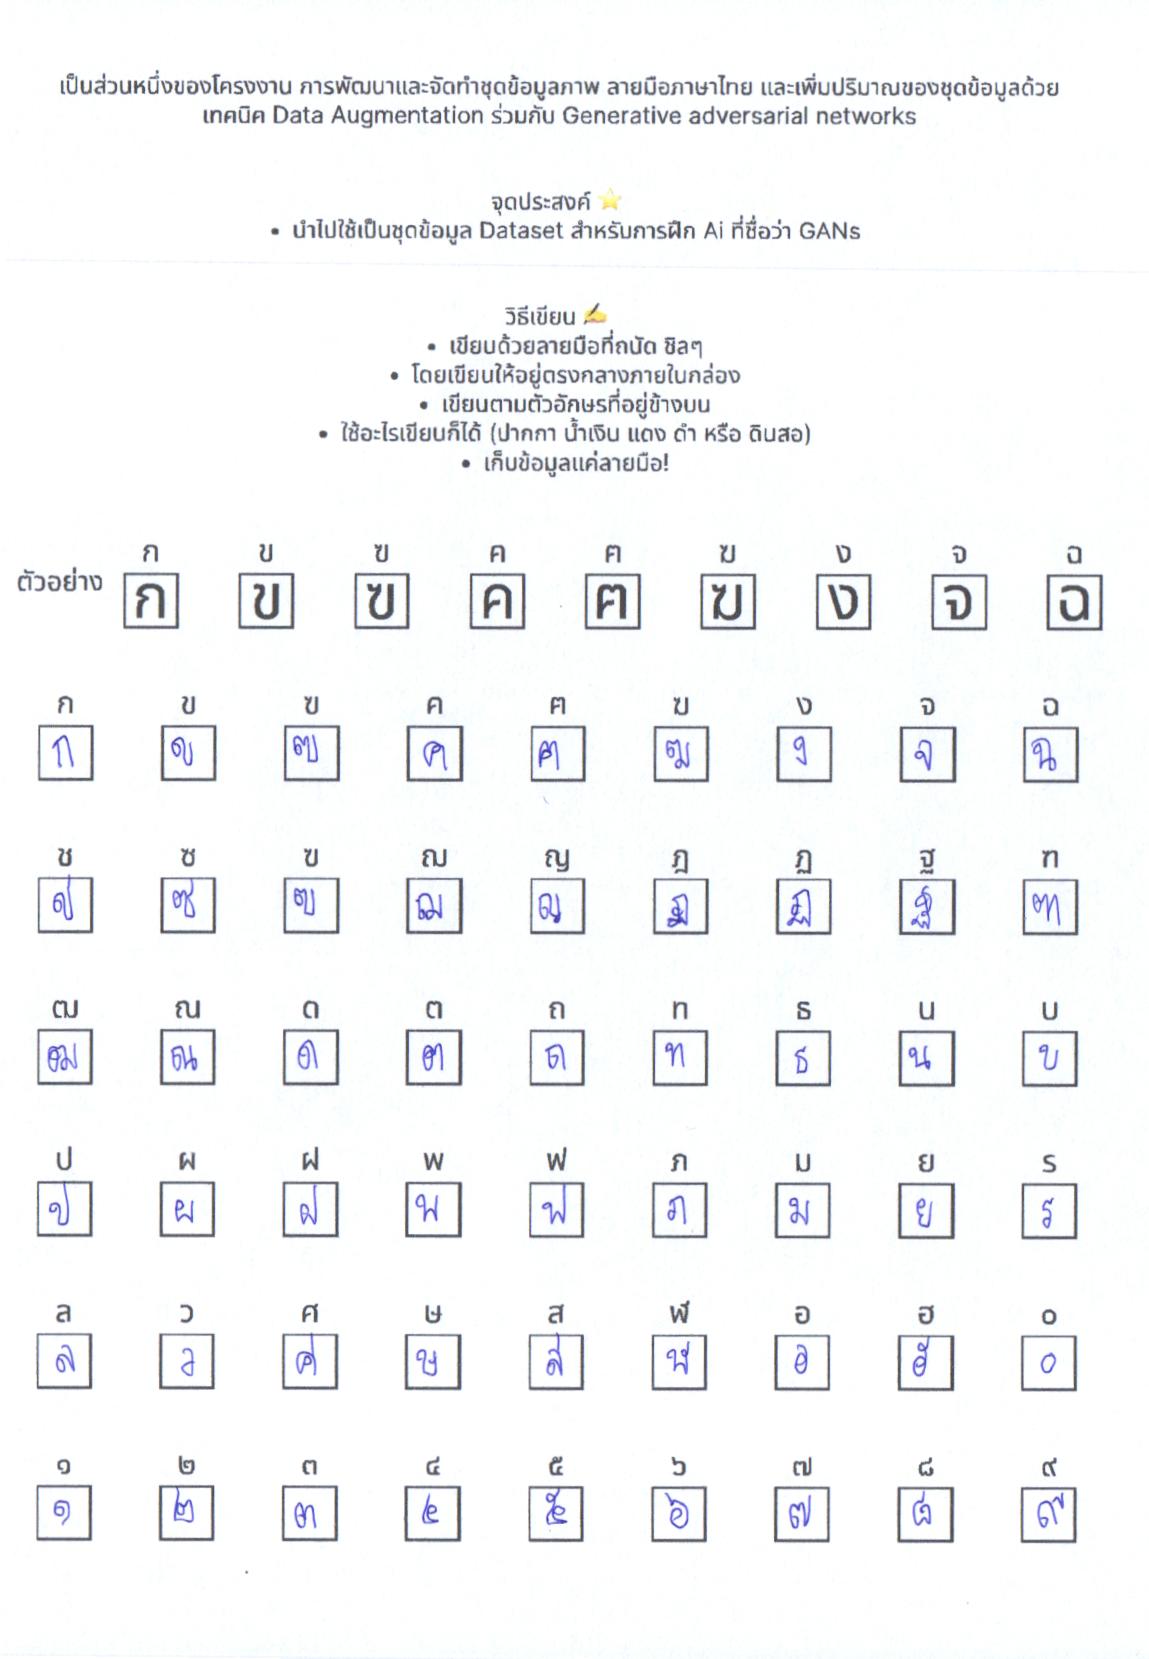 เป็นส่วนหนึ่งของโครงงาน การพัฒนาและจัดทำชุดข้อมูลภาพ ลายมือภาษาไทย และเพิ่มปริมาณของชุดข้อมูลด้วย
เทคนิค Data Augmentation ร่วมกับ Generative adversarial networks
จุดประสงค์ ⭐
• นำไปใช้เป็นชุดข้อมูล Dataset สำหรับการฝึก Ai ที่ชื่อว่า GANs
วิธีเขียน ✍
• เขียนด้วยลายมือที่ถนัด ชิลๆ
• โดยเขียนให้อยู่ตรงกลางภายในกล่อง
• เขียนตามตัวอักษรที่อยู่ข้างบน
• ใช้อะไรเขียนก็ได้ (ปากกา น้ำเงิน แดง ดำ หรือ ดินสอ)
• เก็บข้อมูลแค่ลายมือ!
ก ข ฃ ค ฅ ฆ ง จ ฉ
ตัวอย่าง ก ข ฃ ค ฅ ฆ ง จ ฉ
ก ข ฃ ค ฅ ฆ ง จ ฉ
ก ข ฃ ค ฅ ฆ ง จ ฉ
ช ซ ฃ ฌ ญ ฎ ฏ ฐ ฑ
ช ซ ฃ ฌ ญ ฎ ฏ ฐ ฑ
ฒ ณ ด ต ถ ท ธ น บ
ฒ ณ ด ต ถ ท ธ น บ
ป ผ ฝ พ ฟ ภ ม ย ร
ป ผ ฝ พ ฟ ภ ม ย ร
ล ว ศ ษ ส ฬ อ ฮ ๐
ล ว ศ ษ ส ฬ อ ฮ ๐
๑ ๒ ๓ ๔ ๕ ๖ ๗ ๘ ๙
๑ ๒ ๓ ๔ ๕ ๖ ๗ ๘ ๙